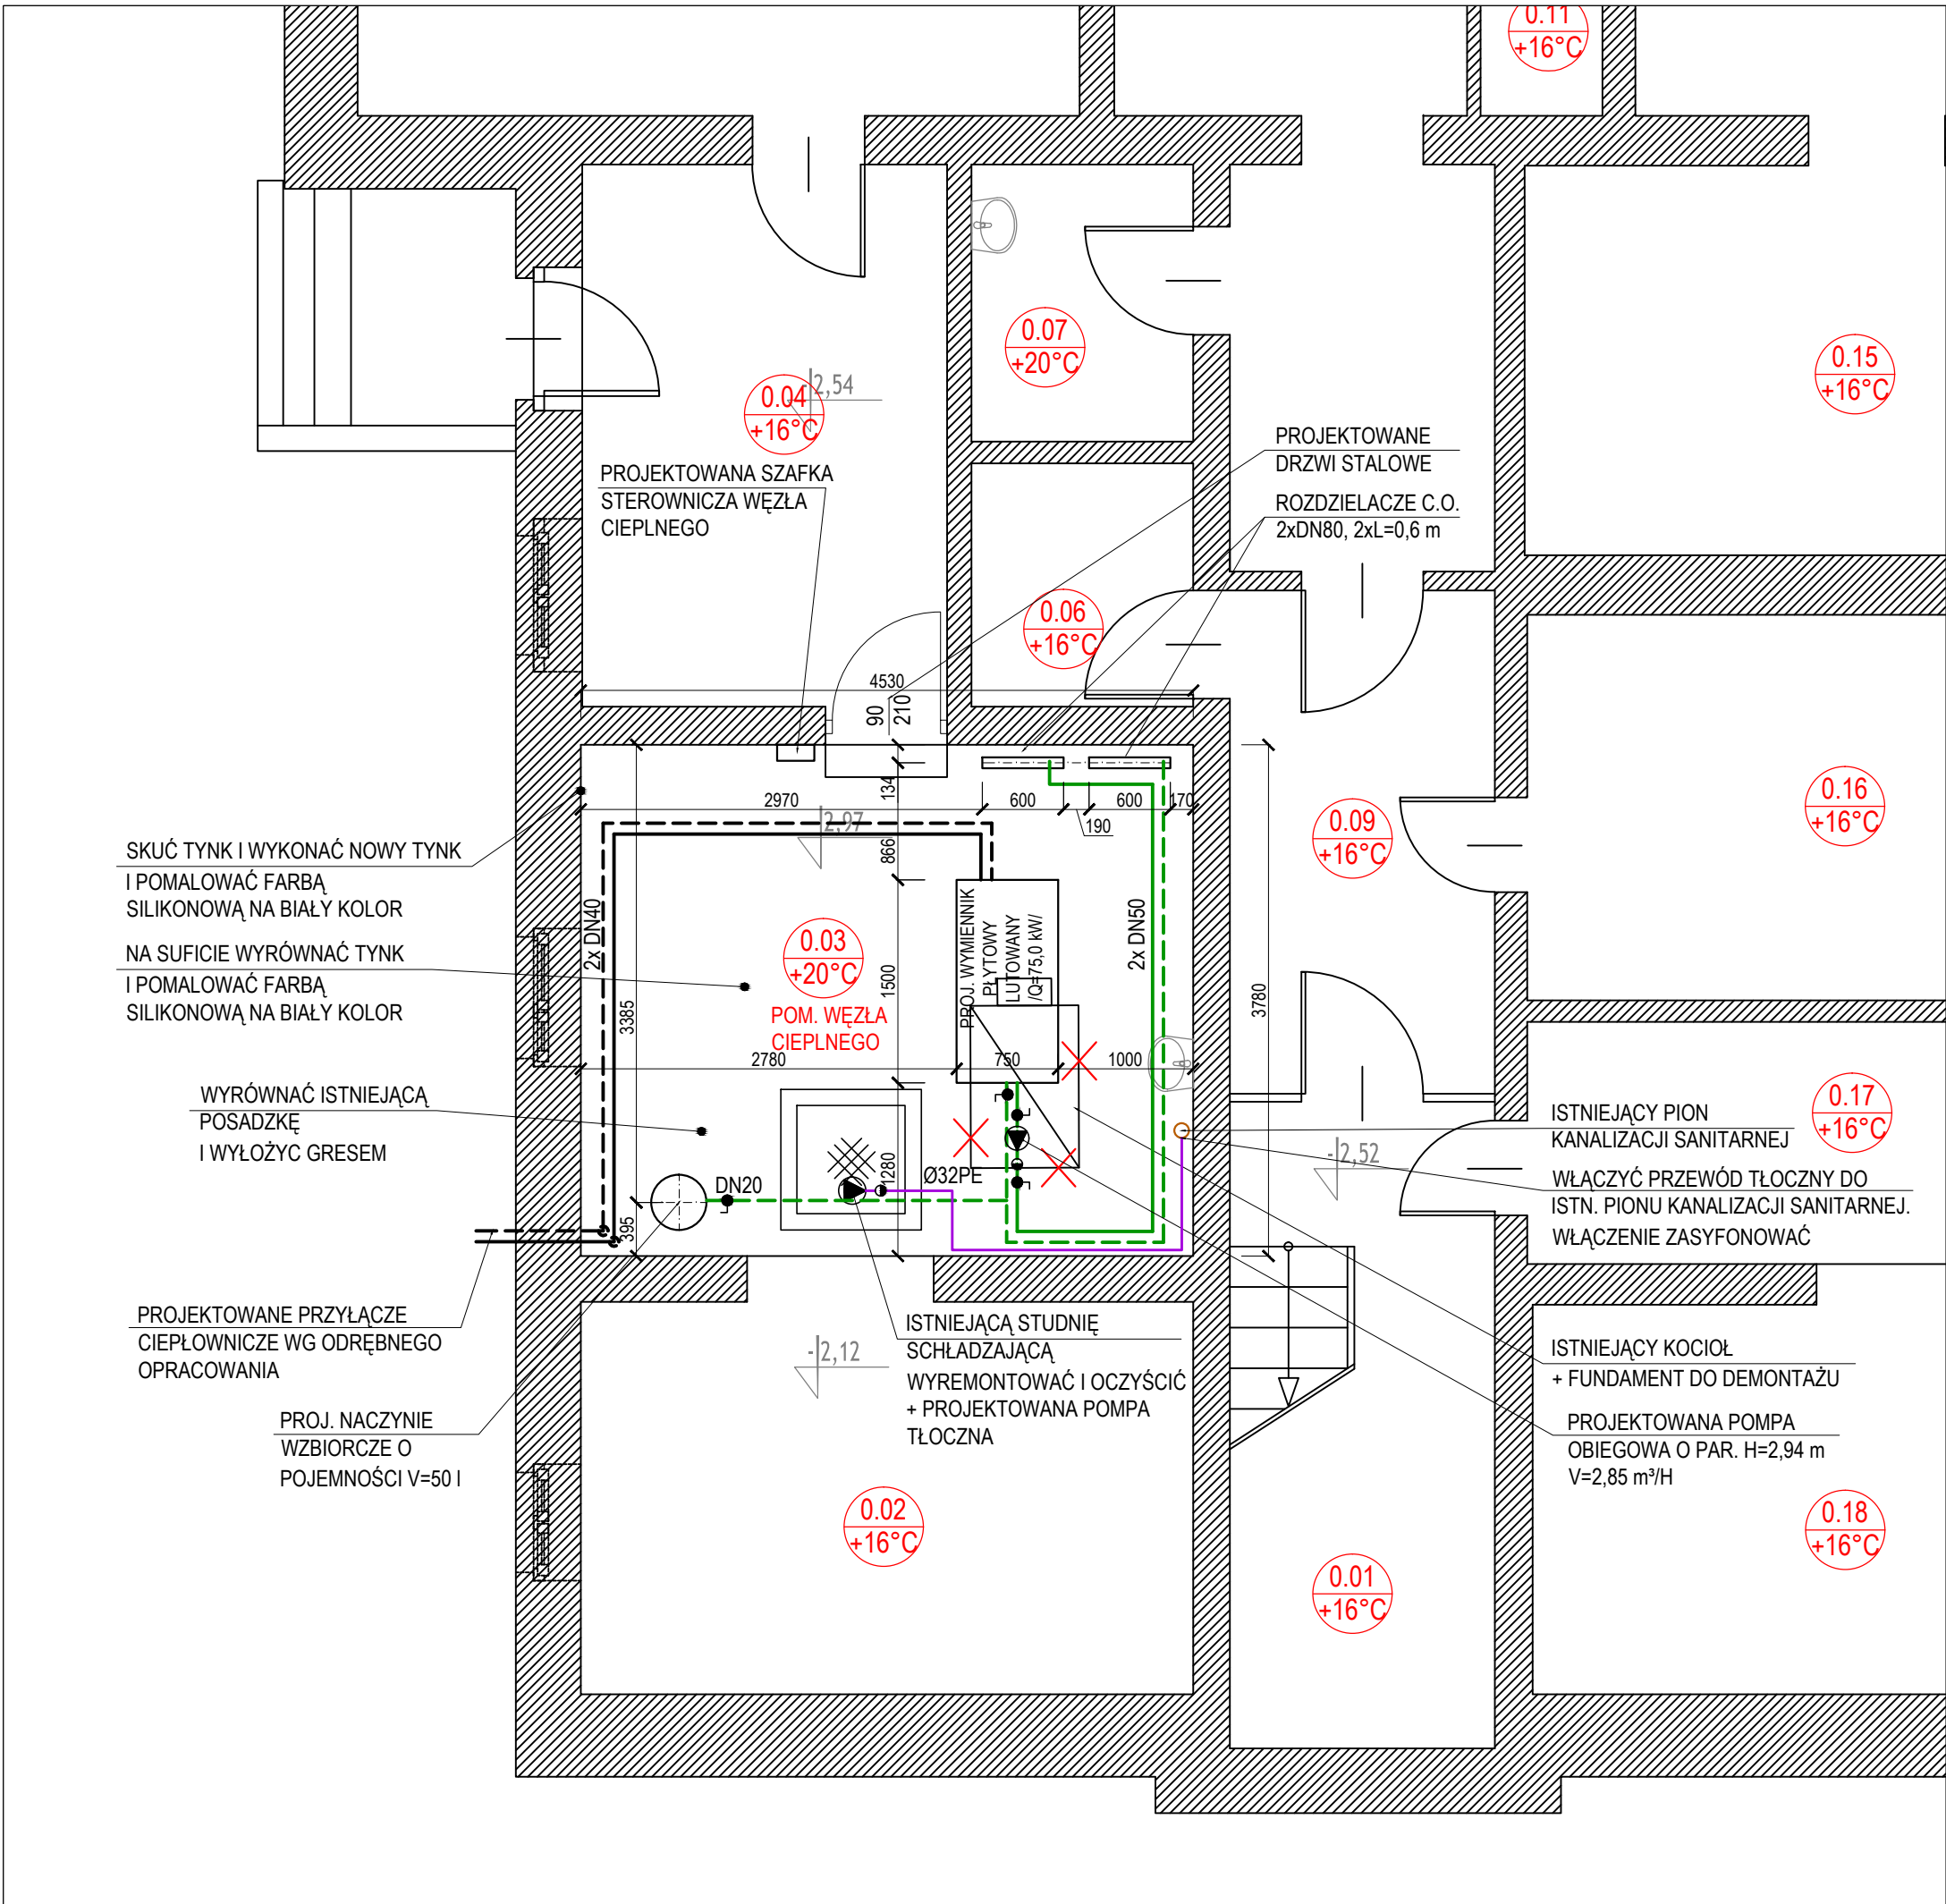 0.11
+16°C
0.07
+20°C
0.15
+16°C
0.04
+16°C
2,54
PROJEKTOWANA SZAFKA
STEROWNICZA WĘZŁA
CIEPLNEGO
PROJEKTOWANE
DRZWI STALOWE
ROZDZIELACZE C.O.
2xDN80, 2xL=0,6 m
0.06
+16°C
4530
90
210
134
2970
600
600
170
190
2,97
866
0.09
+16°C
0.16
+16°C
SKUĆ TYNK I WYKONAĆ NOWY TYNK
I POMALOWAĆ FARBĄ
SILIKONOWĄ NA BIAŁY KOLOR
NA SUFICIE WYRÓWNAĆ TYNK
I POMALOWAĆ FARBĄ
SILIKONOWĄ NA BIAŁY KOLOR
2x DN40
0.03
+20°C
POM. WĘZŁA
CIEPLNEGO
PROJ. WYMIENNIK
PŁYTOWY
LUTOWANY
/Q=75,0 kW/
2x DN50
3385
1500
3780
2780
750
1000
WYRÓWNAĆ ISTNIEJĄCĄ
POSADZKĘ
I WYŁOŻYC GRESEM
0.17
+16°C
ISTNIEJĄCY PION
KANALIZACJI SANITARNEJ
-2,52
WŁĄCZYĆ PRZEWÓD TŁOCZNY DO
ISTN. PIONU KANALIZACJI SANITARNEJ.
WŁĄCZENIE ZASYFONOWAĆ
DN20
1280
Ø32PE
395
PROJEKTOWANE PRZYŁĄCZE
CIEPŁOWNICZE WG ODRĘBNEGO
OPRACOWANIA
-2,12
ISTNIEJĄCĄ STUDNIĘ
SCHŁADZAJĄCĄ
WYREMONTOWAĆ I OCZYŚCIĆ
+ PROJEKTOWANA POMPA
TŁOCZNA
ISTNIEJĄCY KOCIOŁ
+ FUNDAMENT DO DEMONTAŻU
PROJ. NACZYNIE
WZBIORCZE O
POJEMNOŚCI V=50 l
PROJEKTOWANA POMPA
OBIEGOWA O PAR. H=2,94 m
V=2,85 m³/H
0.02
+16°C
0.18
+16°C
0.01
+16°C